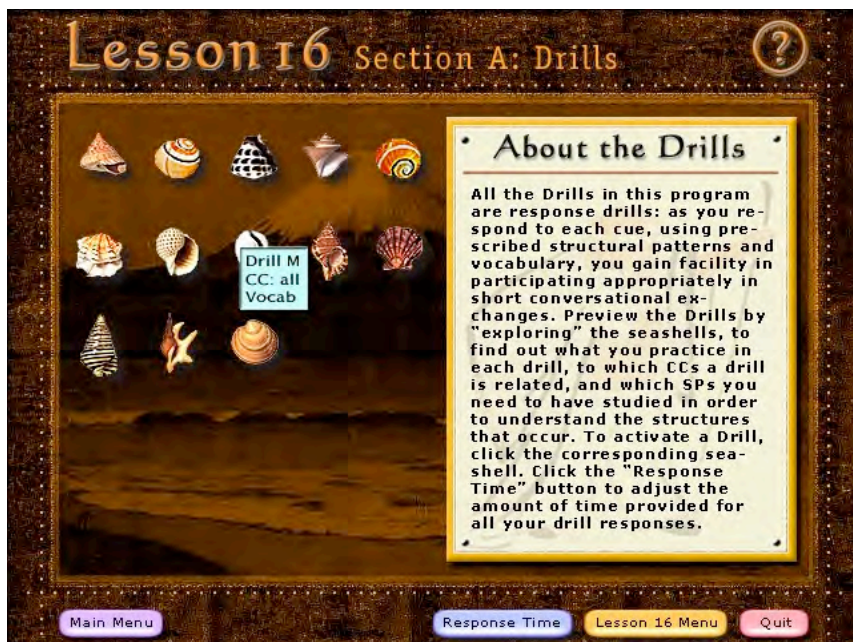 Lesson 16 Section A: Drills
?
Drill M
CC: all
Vocab
About the Drills
All the Drills in this program
are response drills: as you re-
spond to each cue, using pre-
scribed structural patterns and
vocabulary, you gain facility in
participating appropriately in
short conversational ex-
changes. Preview the Drills by
"exploring" the seashells, to
find out what you practice in
each drill, to which CCs a drill
is related, and which SPs you
need to have studied in order
to understand the structures
that occur. To activate a Drill,
click the corresponding sea-
shell. Click the "Response
Time" button to adjust the
amount of time provided for
all your drill responses.
Main Menu
Response Time
Lesson 16 Menu
Quit